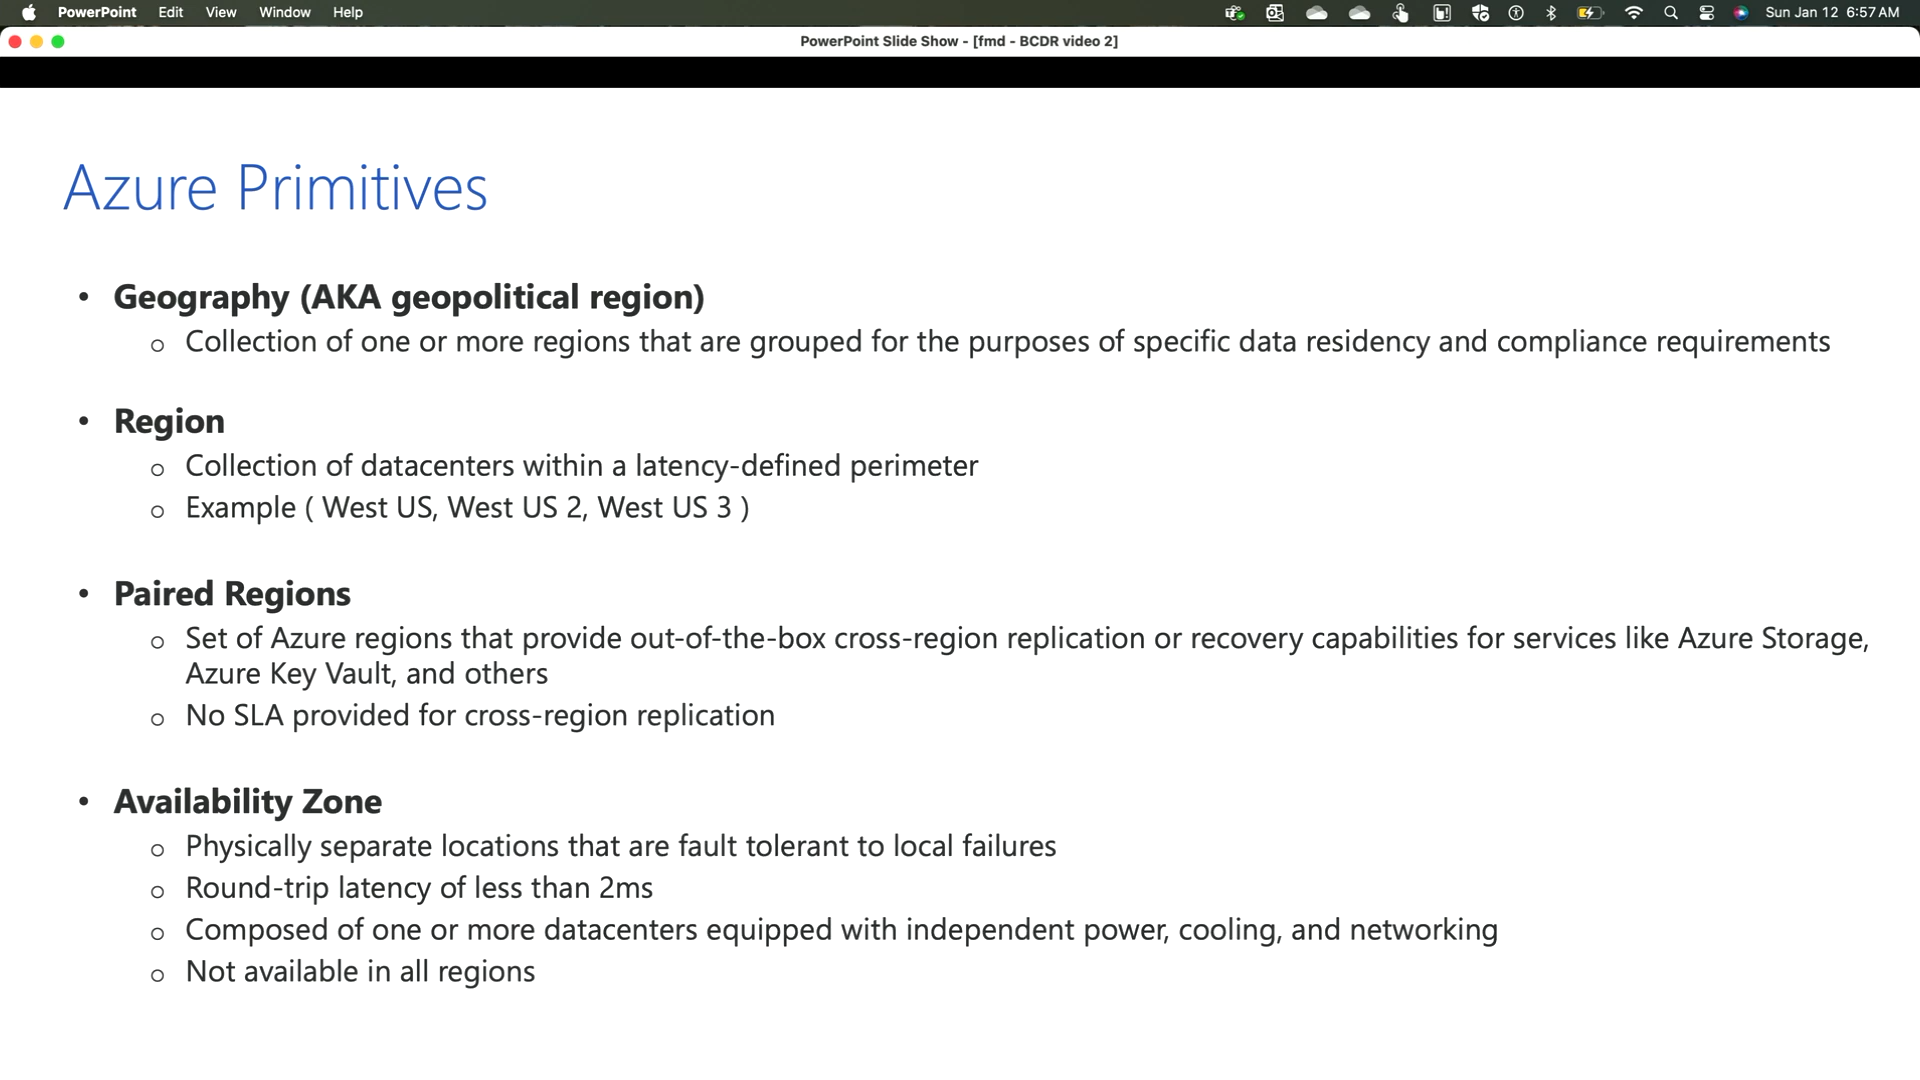 PowerPoint Edit View Window Help Sun Jan 12 6:57 AM
PowerPoint Slide Show - [fmd - BCDR video 2]
Azure Primitives
• Geography (AKA geopolitical region)
o Collection of one or more regions that are grouped for the purposes of specific data residency and compliance requirements
• Region
o Collection of datacenters within a latency-defined perimeter
o Example ( West US, West US 2, West US 3 )
• Paired Regions
o Set of Azure regions that provide out-of-the-box cross-region replication or recovery capabilities for services like Azure Storage,
Azure Key Vault, and others
o No SLA provided for cross-region replication
• Availability Zone
o Physically separate locations that are fault tolerant to local failures
o Round-trip latency of less than 2ms
o Composed of one or more datacenters equipped with independent power, cooling, and networking
o Not available in all regions